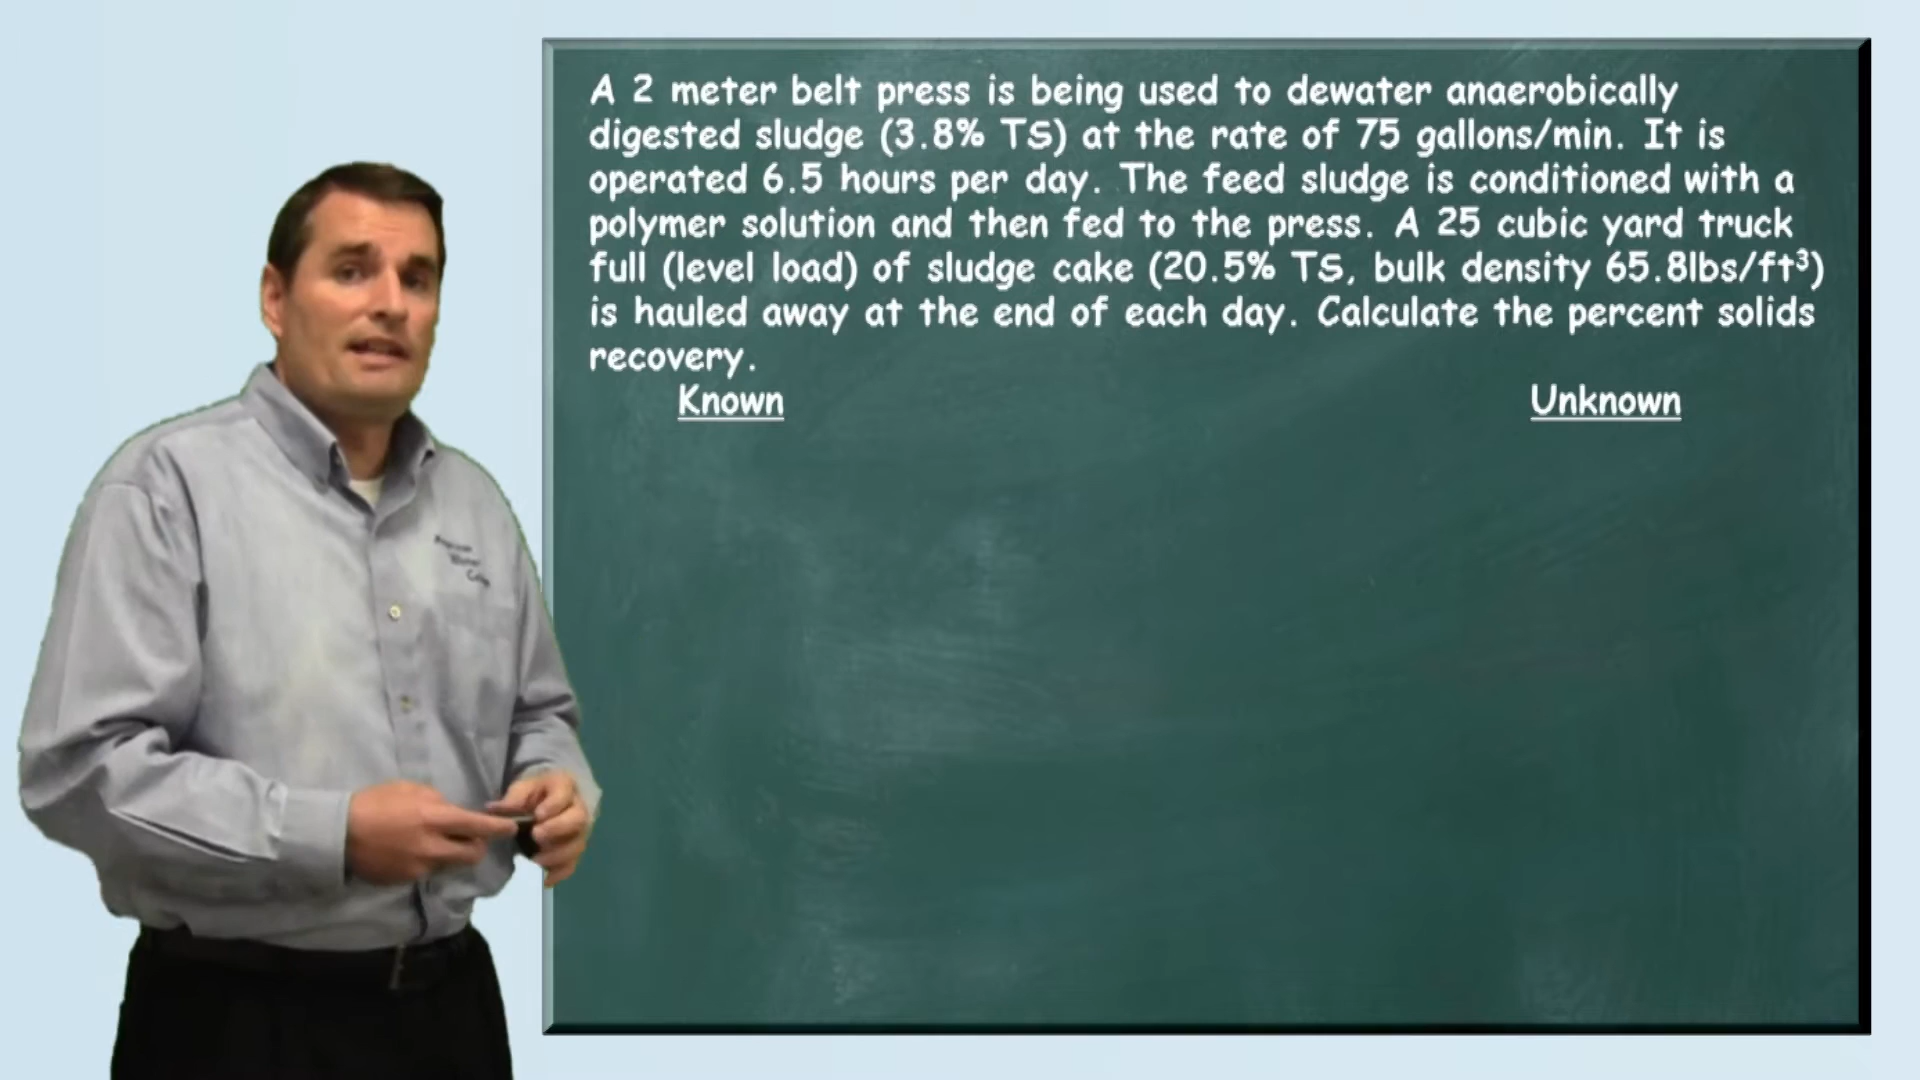 A 2 meter belt press is being used to dewater anaerobically
digested sludge (3.8% TS) at the rate of 75 gallons/min. It is
operated 6.5 hours per day. The feed sludge is conditioned with a
polymer solution and then fed to the press. A 25 cubic yard truck
full (level load) of sludge cake (20.5% TS, bulk density 65.8lbs/ft³)
is hauled away at the end of each day. Calculate the percent solids
recovery.
Known
Unknown